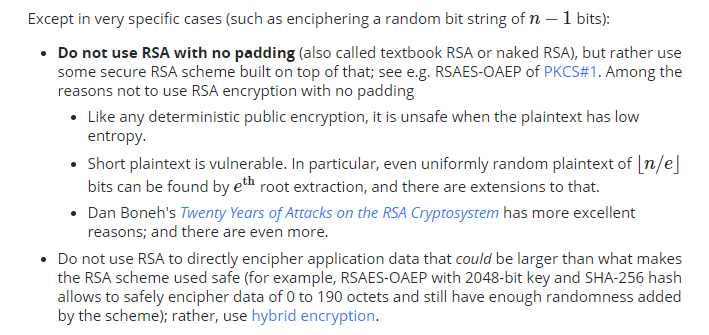 Except in very specific cases (such as enciphering a random bit string of n − 1 bits):
• Do not use RSA with no padding (also called textbook RSA or naked RSA), but rather use
some secure RSA scheme built on top of that; see e.g. RSAES-OAEP of PKCS#1. Among the
reasons not to use RSA encryption with no padding
• Like any deterministic public encryption, it is unsafe when the plaintext has low
entropy.
• Short plaintext is vulnerable. In particular, even uniformly random plaintext of ⌊n/e⌋
bits can be found by eᵗʰ root extraction, and there are extensions to that.
• Dan Boneh's Twenty Years of Attacks on the RSA Cryptosystem has more excellent
reasons; and there are even more.
• Do not use RSA to directly encipher application data that could be larger than what makes
the RSA scheme used safe (for example, RSAES-OAEP with 2048-bit key and SHA-256 hash
allows to safely encipher data of 0 to 190 octets and still have enough randomness added
by the scheme); rather, use hybrid encryption.